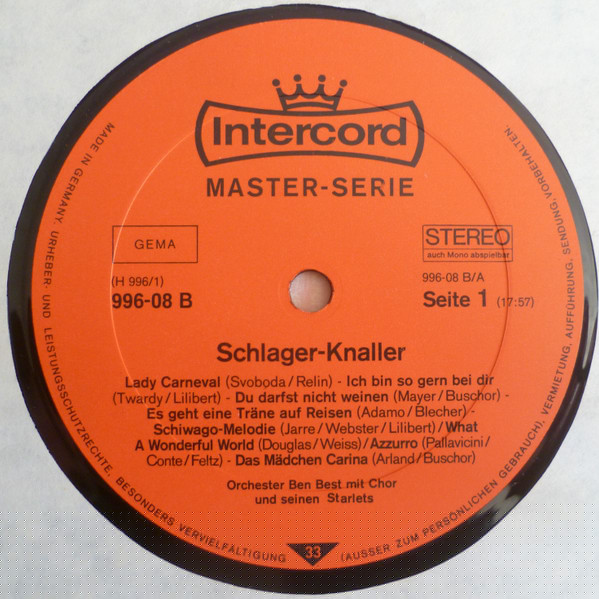 Intercord
MASTER-SERIE
GEMA
STEREO
auch Mono abspielbar
(H 996/1)
996-08 B
996-08 B/A
Seite 1 (17:57)
Schlager-Knaller
Lady Carneval (Svoboda/Relin) - Ich bin so gern bei dir
(Twardy/Lilibert) - Du darfst nicht weinen (Mayer/Buschor) -
Es geht eine Träne auf Reisen (Adamo/Blecher) -
Schiwago-Melodie (Jarre/Webster/Lilibert)/What
A Wonderful World (Douglas/Weiss)/Azzurro (Pallavicini/
Conte/Feltz) - Das Mädchen Carina (Arland/Buschor)
Orchester Ben Best mit Chor
und seinen Starlets
33
MADE IN GERMANY. URHEBER- UND LEISTUNGSSCHUTZRECHTE, BESONDERS VERVIELFÄLTIGUNG (AUSSER ZUM PERSÖNLICHEN GEBRAUCH), VERMIETUNG, AUFFÜHRUNG, SENDUNG, VORBEHALTEN.